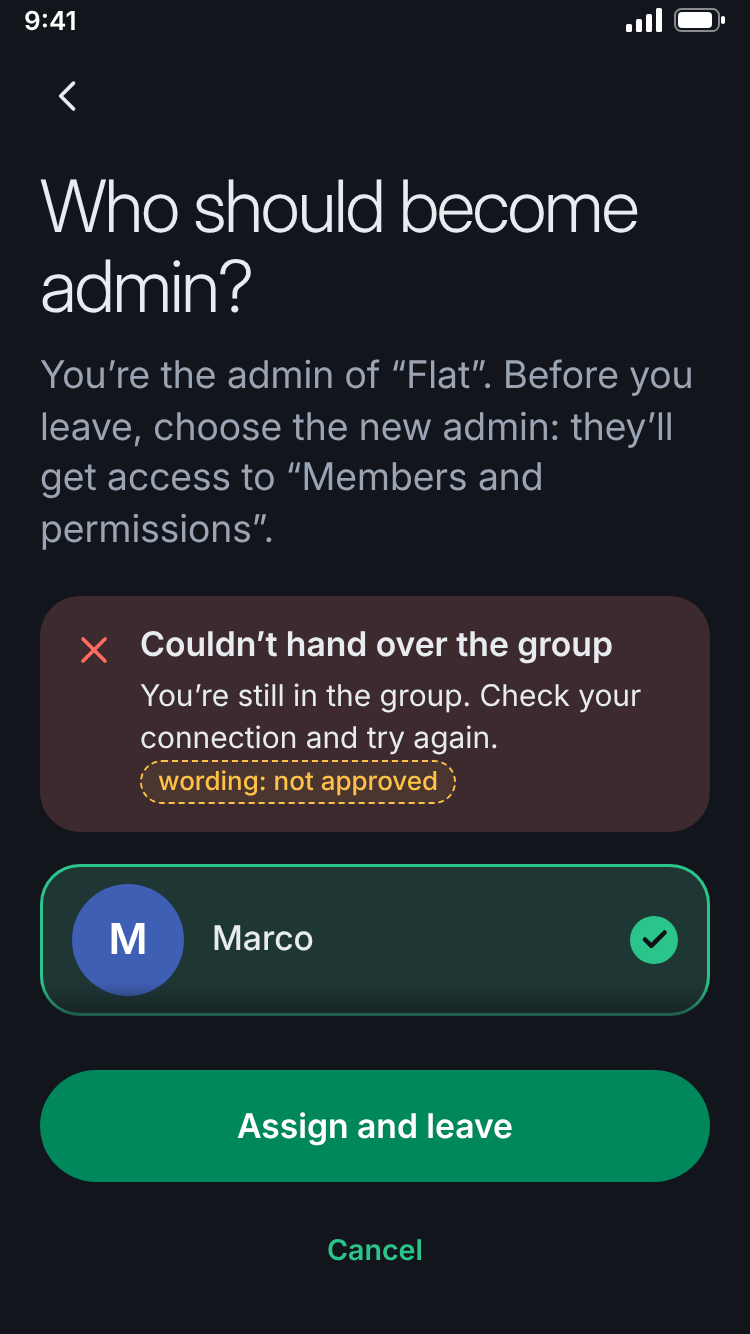 9:41
Who should become
admin?
You’re the admin of “Flat”. Before you
leave, choose the new admin: they’ll
get access to “Members and
permissions”.
Couldn’t hand over the group
You’re still in the group. Check your
connection and try again.
wording: not approved
M
Marco
Assign and leave
Cancel